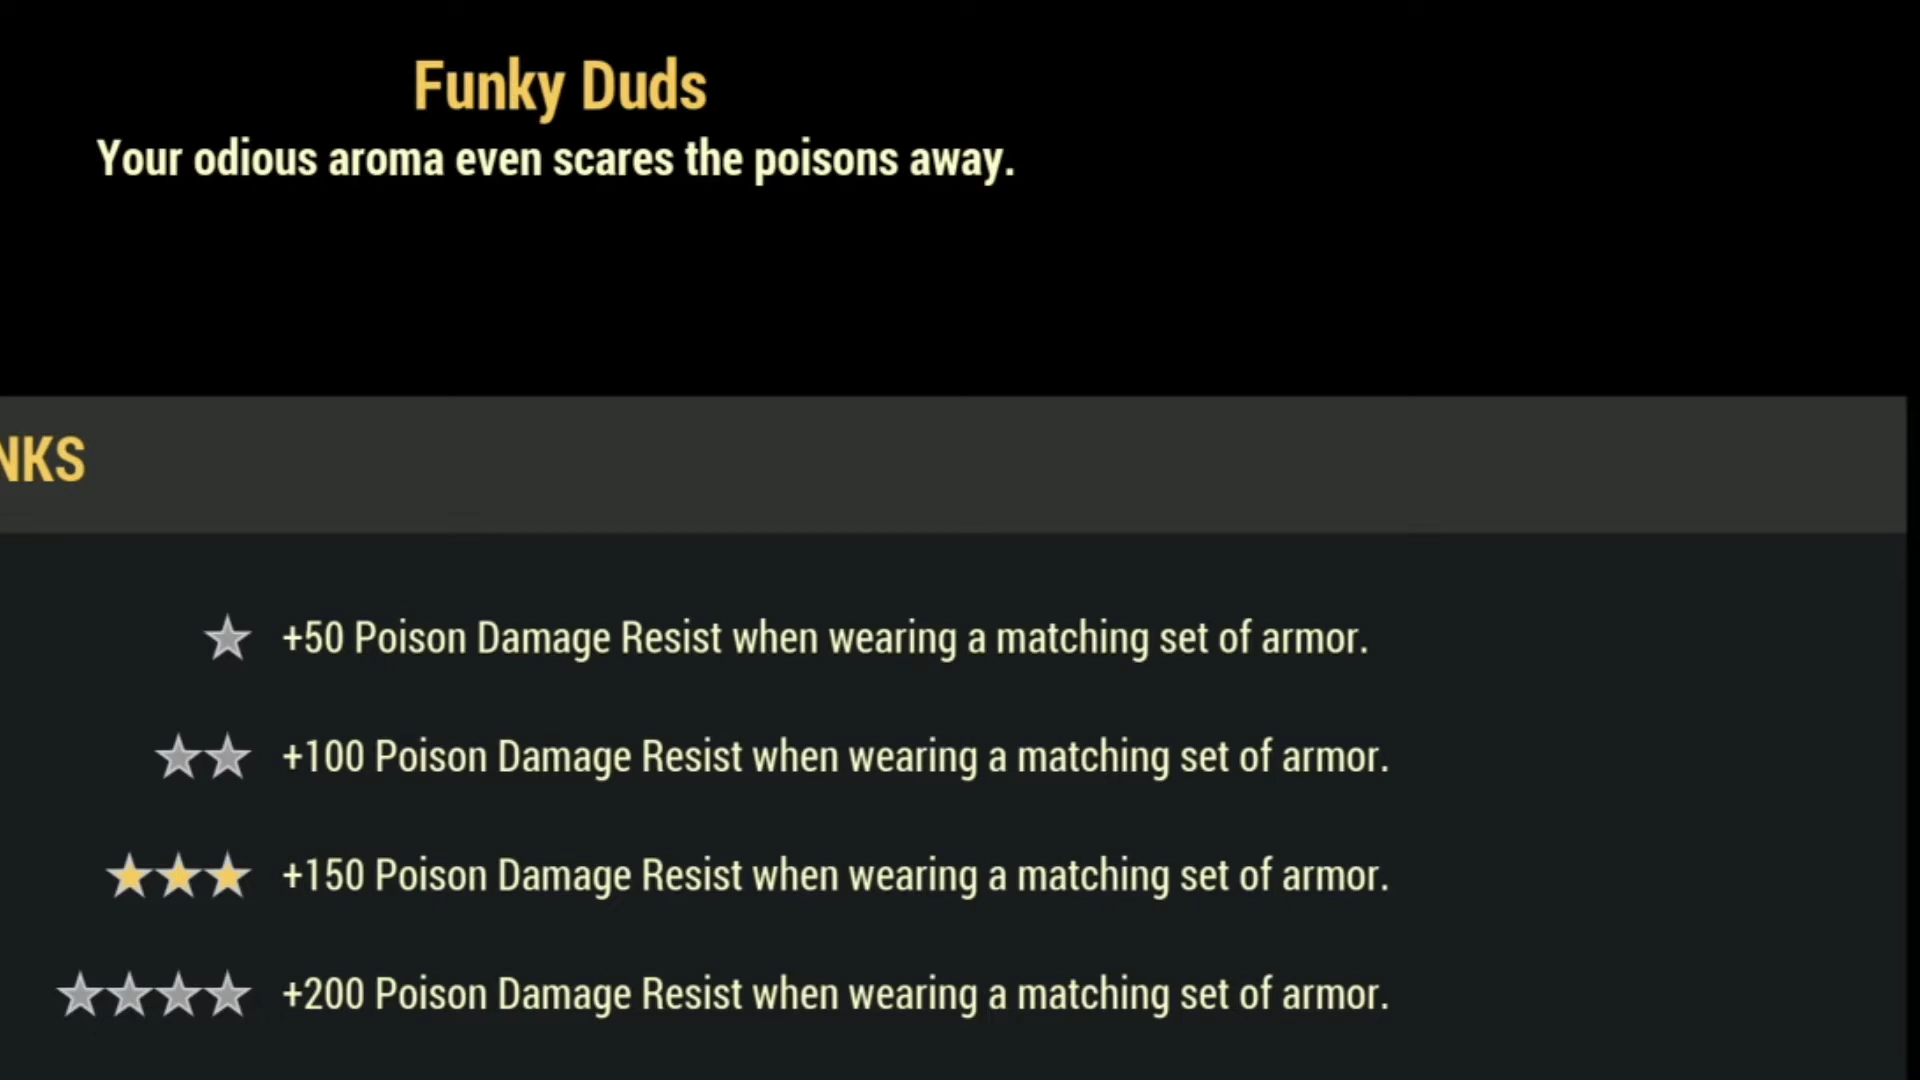 Funky Duds
Your odious aroma even scares the poisons away.
NKS
+50 Poison Damage Resist when wearing a matching set of armor.
+100 Poison Damage Resist when wearing a matching set of armor.
+150 Poison Damage Resist when wearing a matching set of armor.
+200 Poison Damage Resist when wearing a matching set of armor.